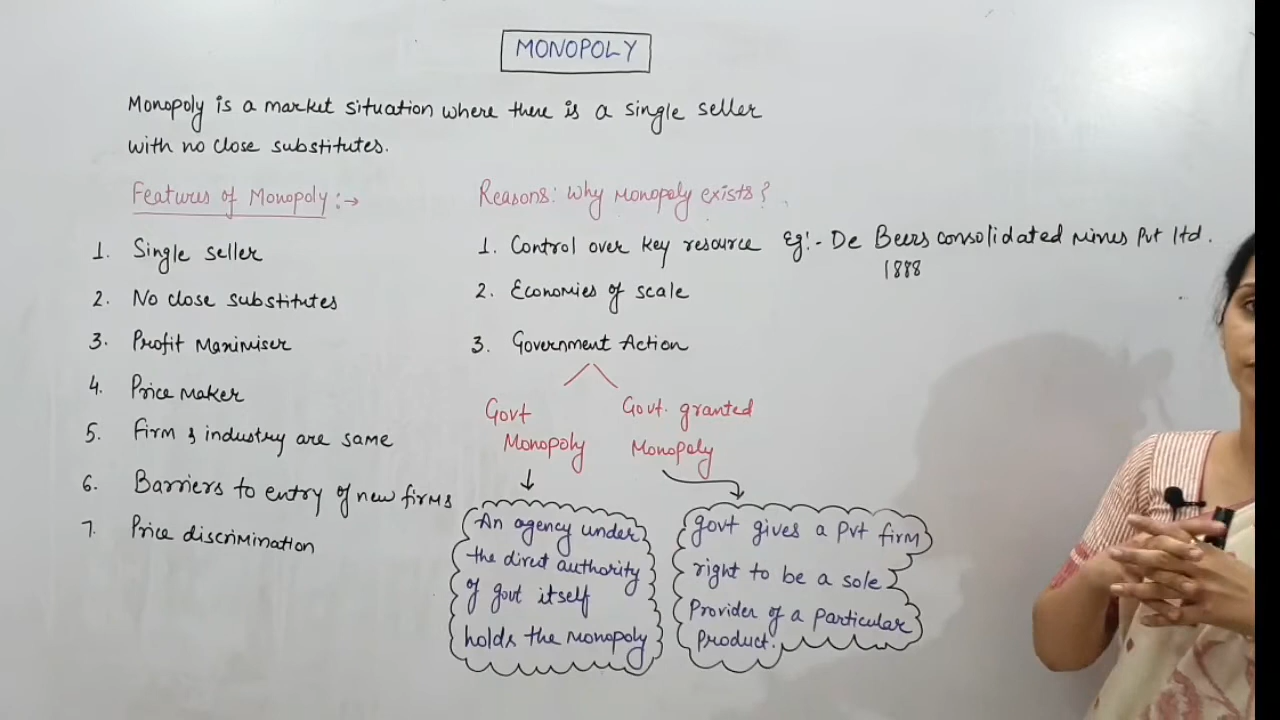 MONOPOLY
Monopoly is a market situation where there is a single seller
with no close substitutes.
Features of Monopoly :→
1. Single seller
2. No close substitutes
3. Profit Maximiser
4. Price Maker
5. Firm & industry are same
6. Barriers to entry of new firms
7. Price discrimination
Reasons: Why Monopoly exists?
1. Control over key resource Eg:- De Beers consolidated Mines Pvt ltd.
1888
2. Economies of scale
3. Government Action
Govt
Monopoly
An agency under
the direct authority
of govt itself
holds the Monopoly
Govt. granted
Monopoly
govt gives a pvt firm
right to be a sole
Provider of a particular
Product.